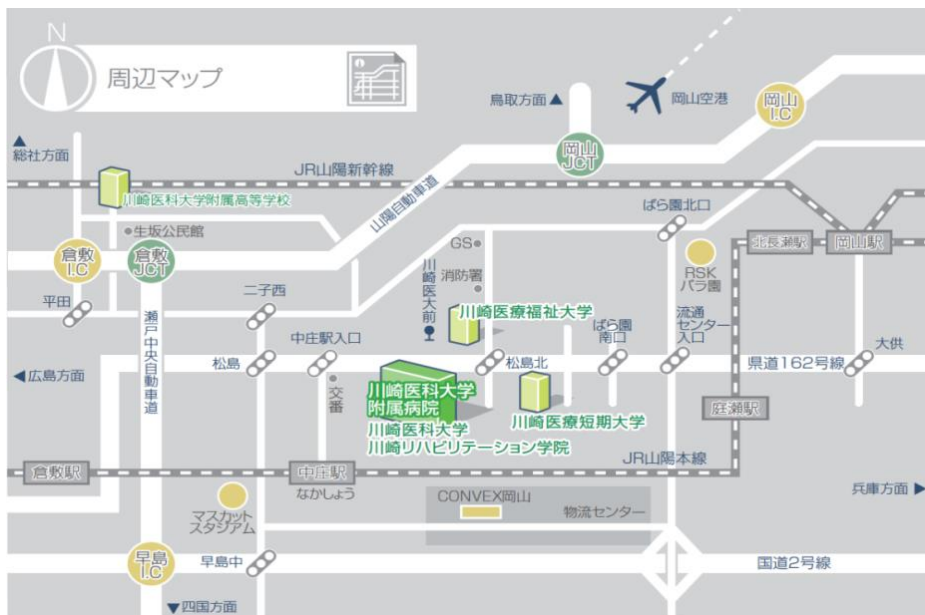 N
周辺マップ
鳥取方面▲
岡山空港
岡山
I.C
▲
総社方面
岡山
JCT
JR山陽新幹線
川崎医科大学附属高等学校
山陽自動車道
ばら園北口
生坂公民館
GS
北長瀬駅
岡山駅
倉敷
I.C
倉敷
JCT
川崎医大前
消防署
RSK
バラ園
平田
二子西
瀬戸中央自動車道
川崎医療福祉大学
中庄駅入口
ばら園
南口
流通
センター
入口
大供
◀広島方面
松島
松島北
県道162号線
交番
川崎医科大学
附属病院
川崎医科大学
川崎リハビリテーション学院
川崎医療短期大学
庭瀬駅
JR山陽本線
倉敷駅
中庄駅
なかしょう
兵庫方面▶
CONVEX岡山
物流センター
マスカット
スタジアム
早島
I.C
早島中
国道2号線
▼四国方面